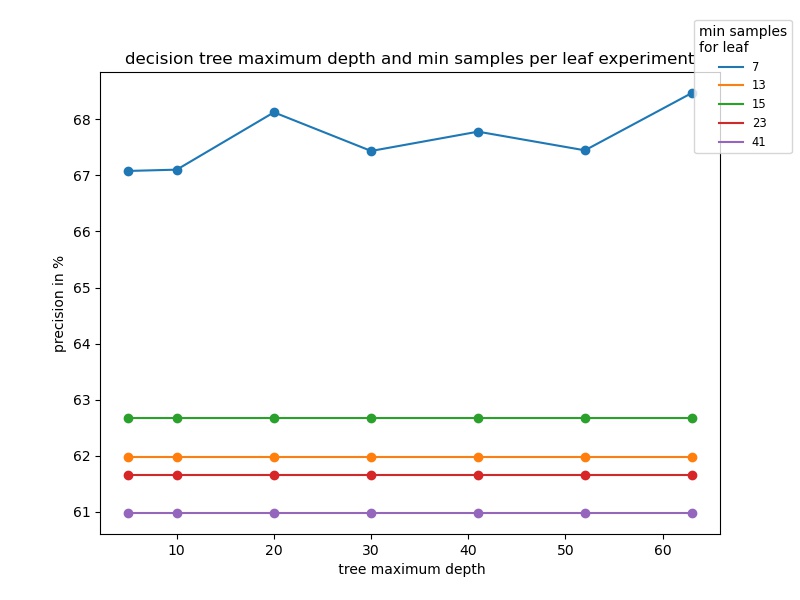 min samples
for leaf
7
13
15
23
41
decision tree maximum depth and min samples per leaf experiment
68
67
66
65
64
63
62
61
precision in %
10 20 30 40 50 60
tree maximum depth